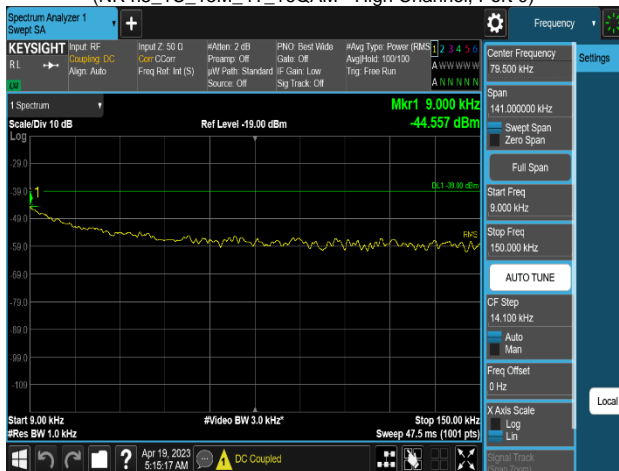 Spectrum Analyzer 1
Swept SA
+
Frequency
KEYSIGHT
Input: RF
Input Z: 50 Ω
#Atten: 2 dB
PNO: Best Wide
#Avg Type: Power (RMS
1 2 3 4 5 6
RL
Coupling: DC
Corr CCorr
Preamp: Off
Gate: Off
Avg|Hold: 100/100
A W W W W W
Align: Auto
Freq Ref: Int (S)
µW Path: Standard
IF Gain: Low
Trig: Free Run
Source: Off
Sig Track: Off
A N N N N N
1 Spectrum
Mkr1 9.000 kHz
Scale/Div 10 dB
Ref Level -19.00 dBm
-44.557 dBm
Log
-29.0
-39.0
1
DL1 -39.00 dBm
-49.0
-59.0
RMS
-69.0
-79.0
-89.0
-99.0
-109
Start 9.00 kHz
#Video BW 3.0 kHz*
Stop 150.00 kHz
#Res BW 1.0 kHz
Sweep 47.5 ms (1001 pts)
Apr 19, 2023
5:15:17 AM
DC Coupled
Center Frequency
79.500 kHz
Settings
Span
141.000000 kHz
Swept Span
Zero Span
Full Span
Start Freq
9.000 kHz
Stop Freq
150.000 kHz
AUTO TUNE
CF Step
14.100 kHz
Auto
Man
Freq Offset
0 Hz
X Axis Scale
Log
Lin
Local
Signal Track